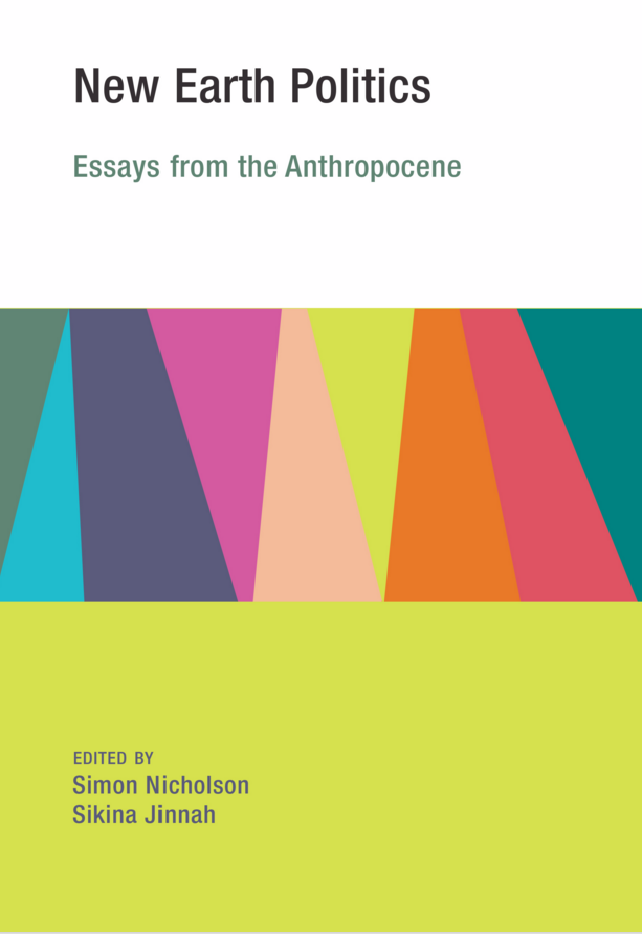 New Earth Politics
Essays from the Anthropocene
EDITED BY
Simon Nicholson
Sikina Jinnah